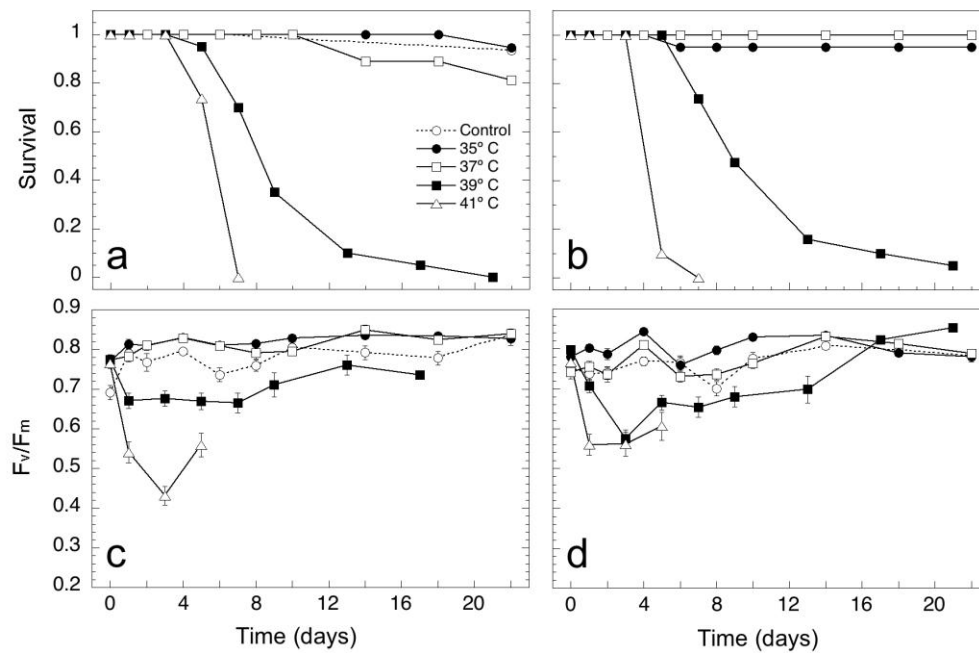 1
0.8
0.6
0.4
0.2
0
Survival
Control
35° C
37° C
39° C
41° C
a
b
0.9
0.8
0.7
0.6
0.5
0.4
0.3
0.2
Fv/Fm
c
d
0 4 8 12 16 20
0 4 8 12 16 20
Time (days)
Time (days)